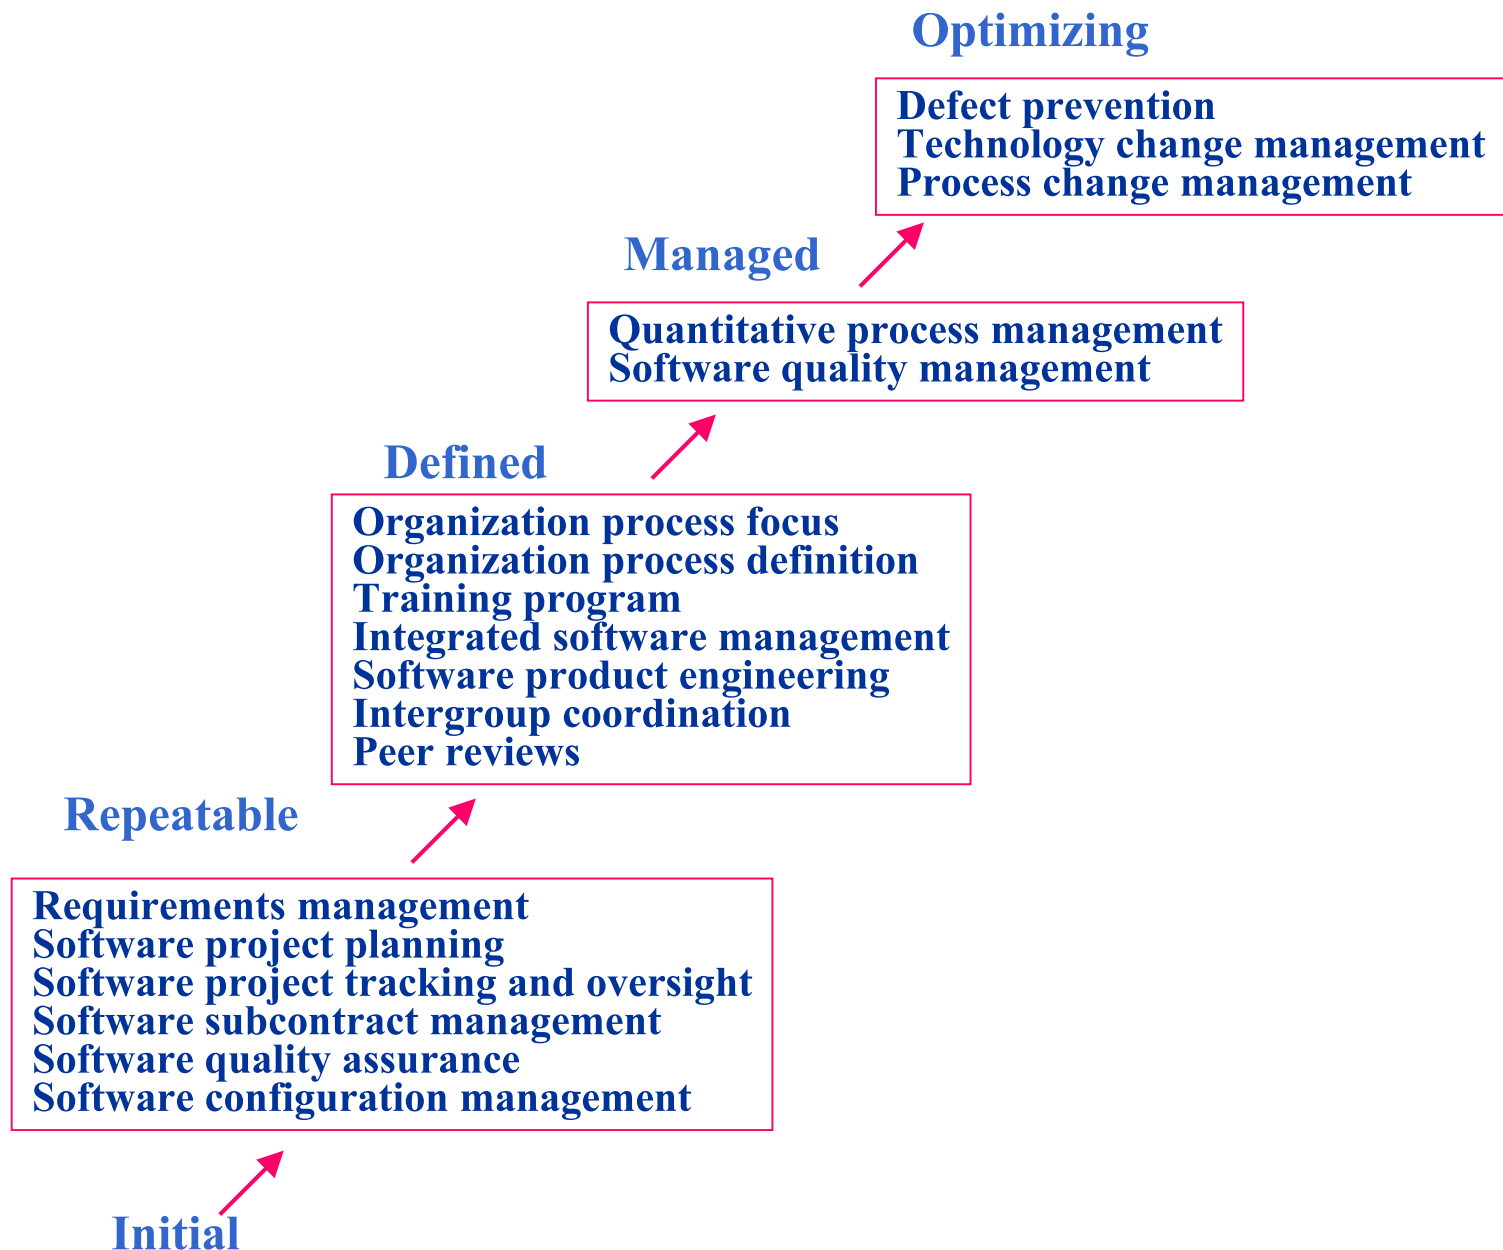 Optimizing
Defect prevention
Technology change management
Process change management
Managed
Quantitative process management
Software quality management
Defined
Organization process focus
Organization process definition
Training program
Integrated software management
Software product engineering
Intergroup coordination
Peer reviews
Repeatable
Requirements management
Software project planning
Software project tracking and oversight
Software subcontract management
Software quality assurance
Software configuration management
Initial